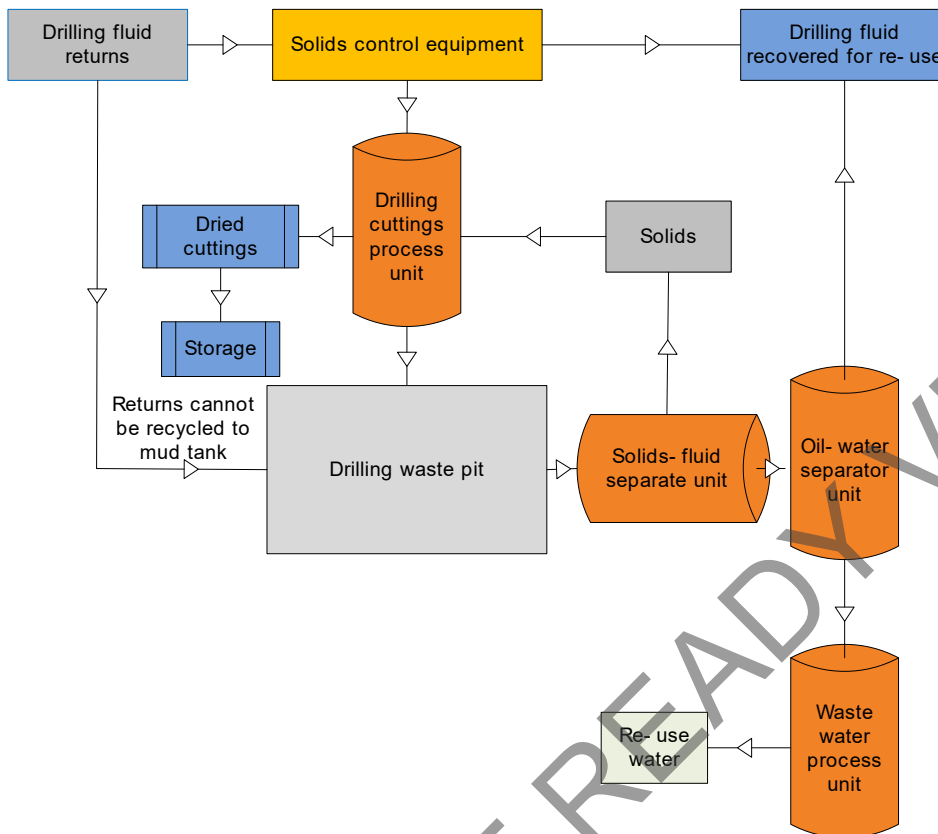 Drilling fluid
returns
Solids control equipment
Drilling fluid
recovered for re- use
Drilling
cuttings
process
unit
Dried
cuttings
Solids
Storage
Returns cannot
be recycled to
mud tank
Drilling waste pit
Solids- fluid
separate unit
Oil- water
separator
unit
Re- use
water
Waste
water
process
unit
READY